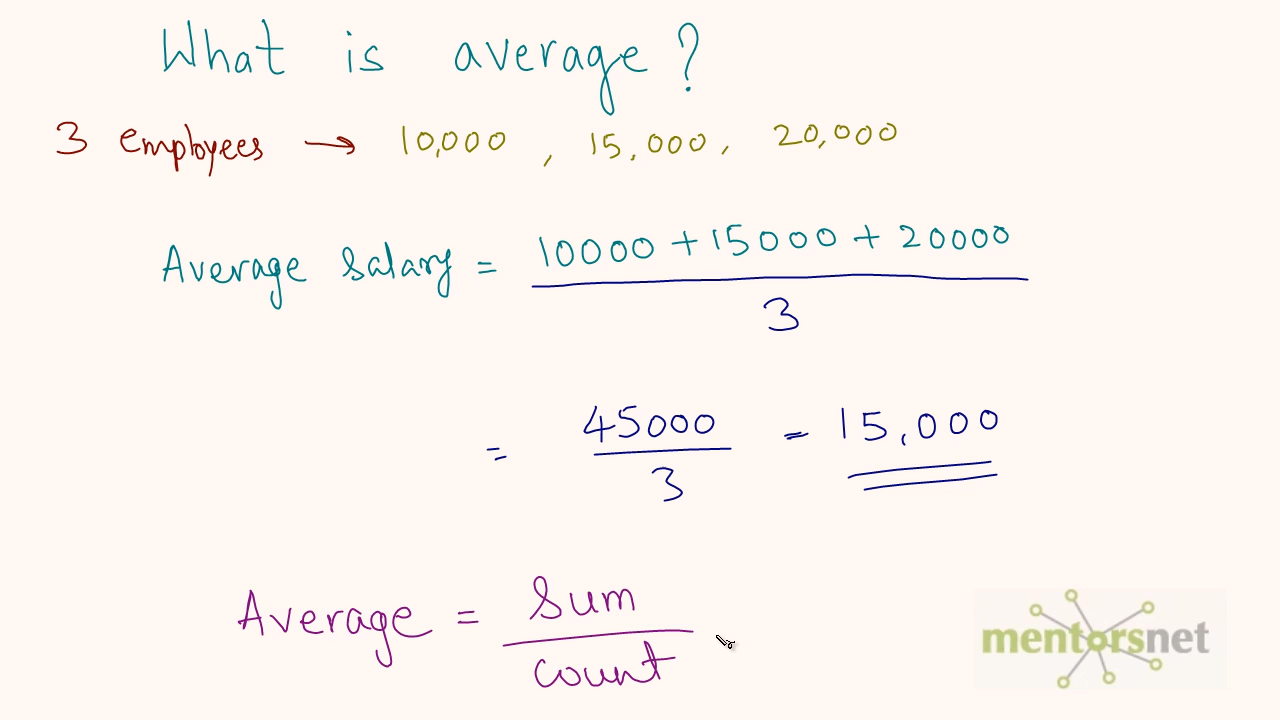 What is average?
3 employees → 10,000, 15,000, 20,000
Average salary = 10000 + 15000 + 20000
3
= 45000 = 15,000
3
Average = Sum
count
mentorsnet